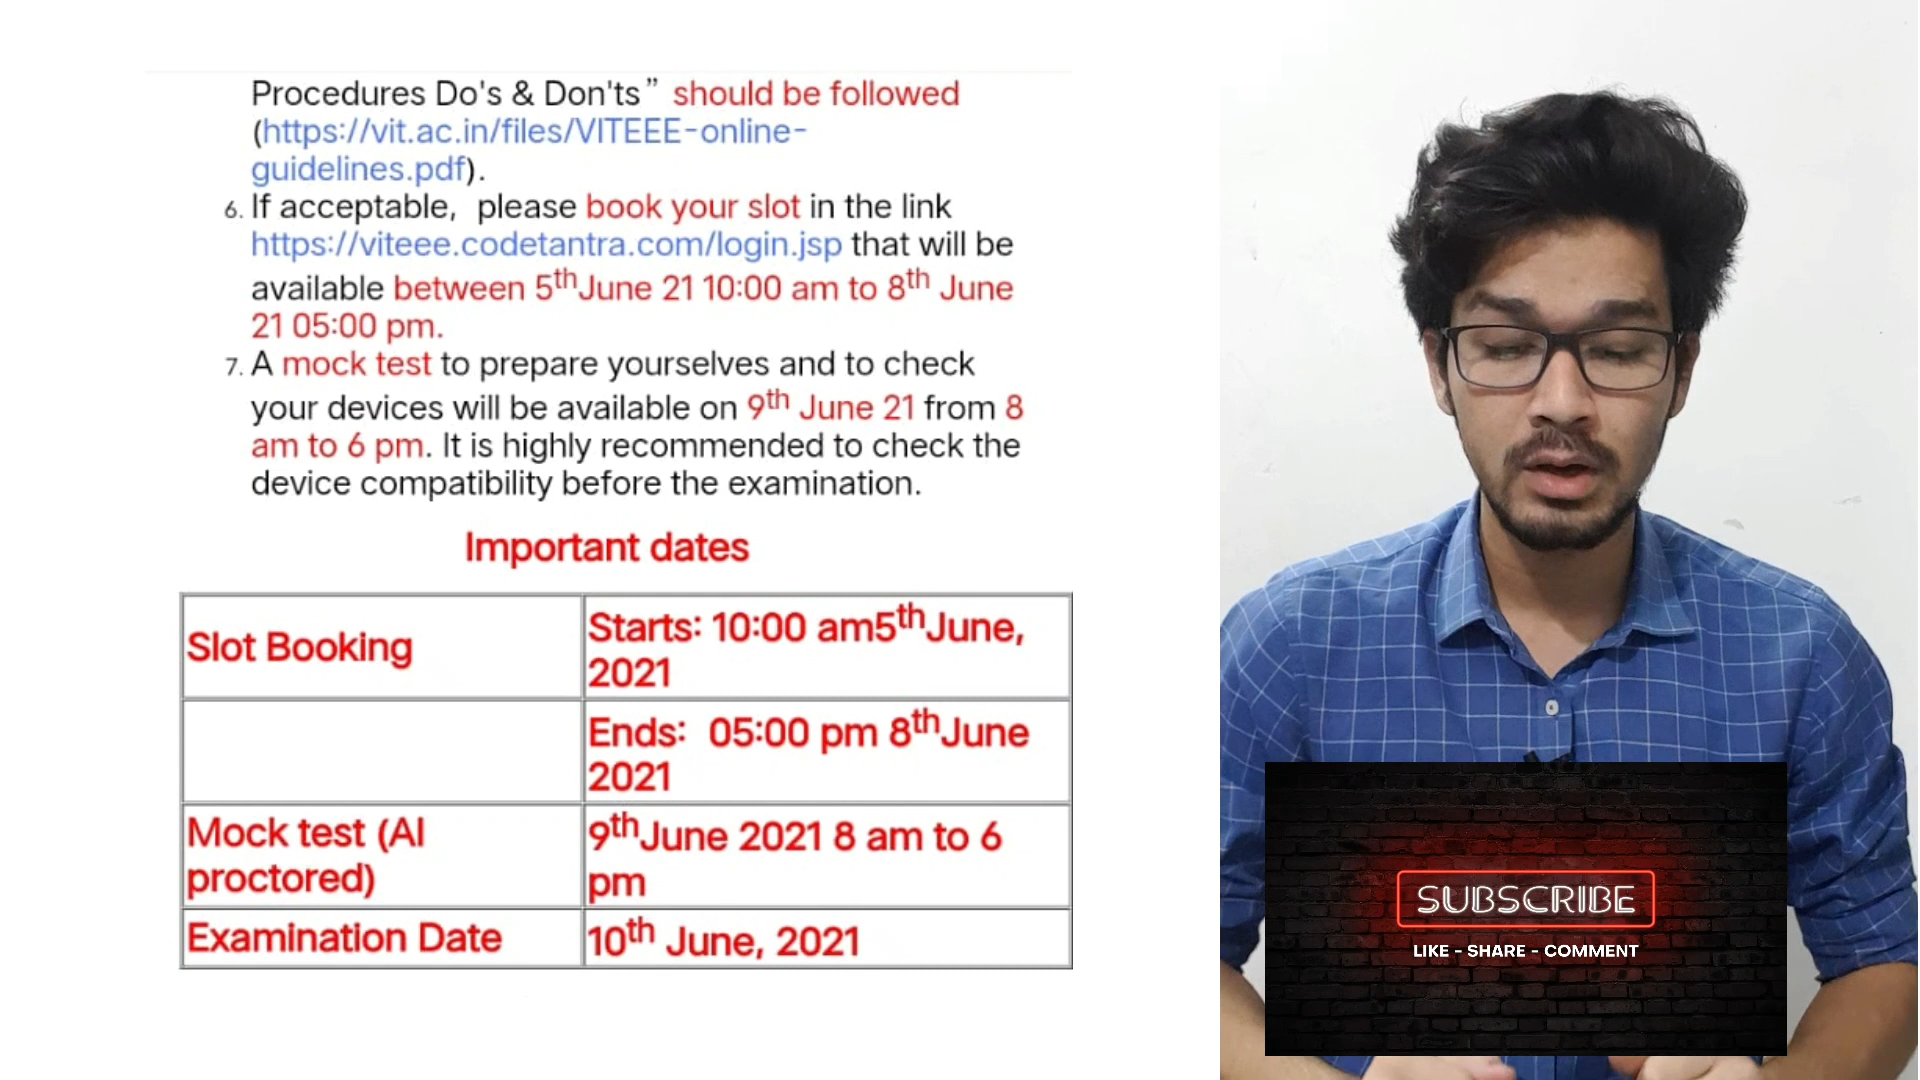 Procedures Do's & Don'ts” should be followed
(https://vit.ac.in/files/VITEEE-online-
guidelines.pdf).
6. If acceptable, please book your slot in the link
https://viteee.codetantra.com/login.jsp that will be
available between 5th June 21 10:00 am to 8th June
21 05:00 pm.
7. A mock test to prepare yourselves and to check
your devices will be available on 9th June 21 from 8
am to 6 pm. It is highly recommended to check the
device compatibility before the examination.
Important dates
Slot Booking
Starts: 10:00 am5thJune,
2021
Ends: 05:00 pm 8thJune
2021
Mock test (AI
proctored)
9thJune 2021 8 am to 6
pm
Examination Date
10th June, 2021
SUBSCRIBE
LIKE - SHARE - COMMENT